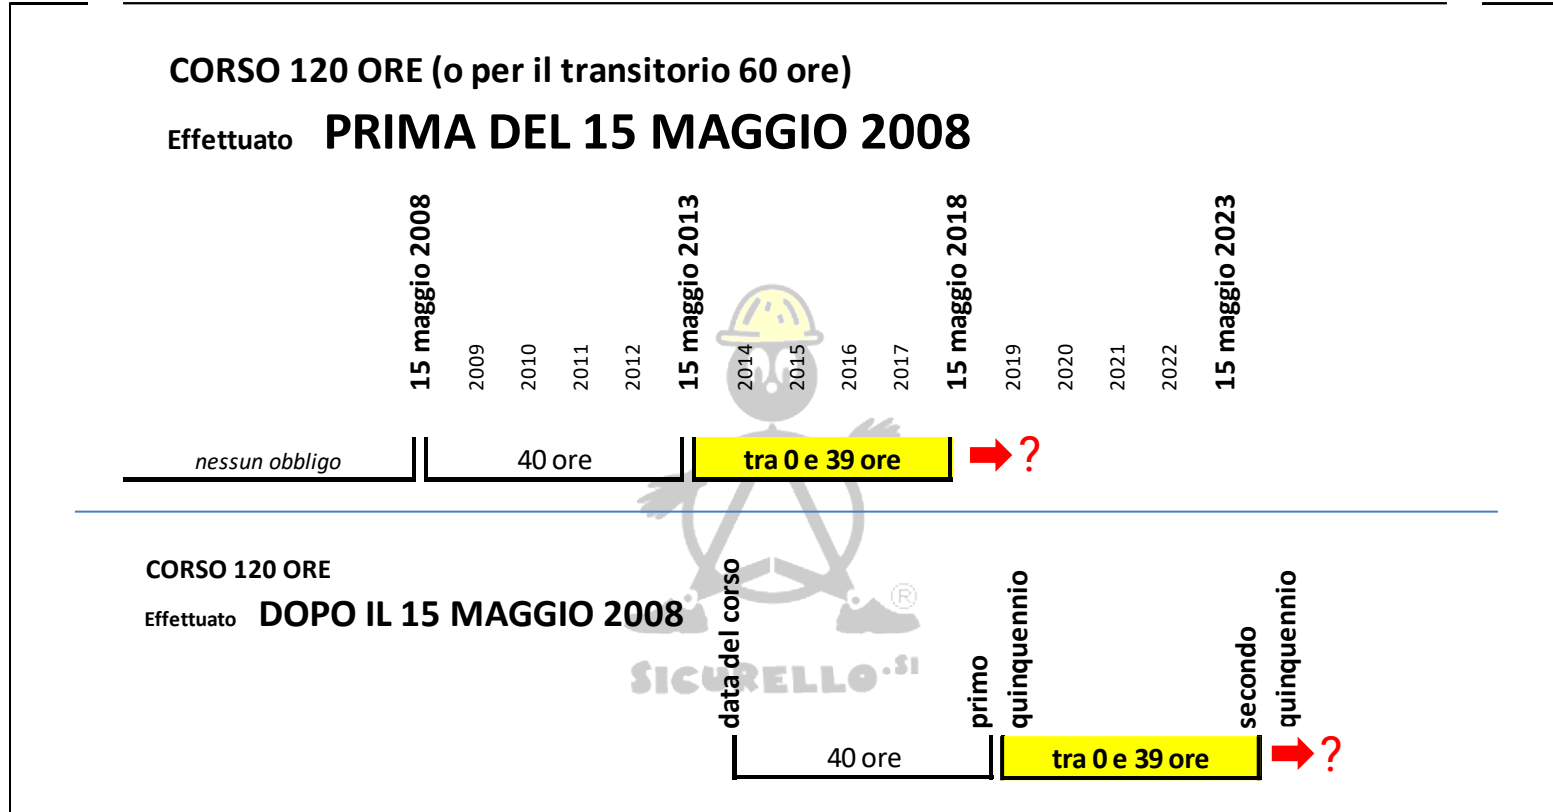 CORSO 120 ORE (o per il transitorio 60 ore)
Effettuato PRIMA DEL 15 MAGGIO 2008
15 maggio 2008
2009
2010
2011
2012
15 maggio 2013
2014
2015
2016
2017
15 maggio 2018
2019
2020
2021
2022
15 maggio 2023
nessun obbligo
40 ore
tra 0 e 39 ore
?
CORSO 120 ORE
Effettuato DOPO IL 15 MAGGIO 2008
data del corso
primo
quinquennio
secondo
quinquennio
®
SICURELLO.SI
40 ore
tra 0 e 39 ore
?